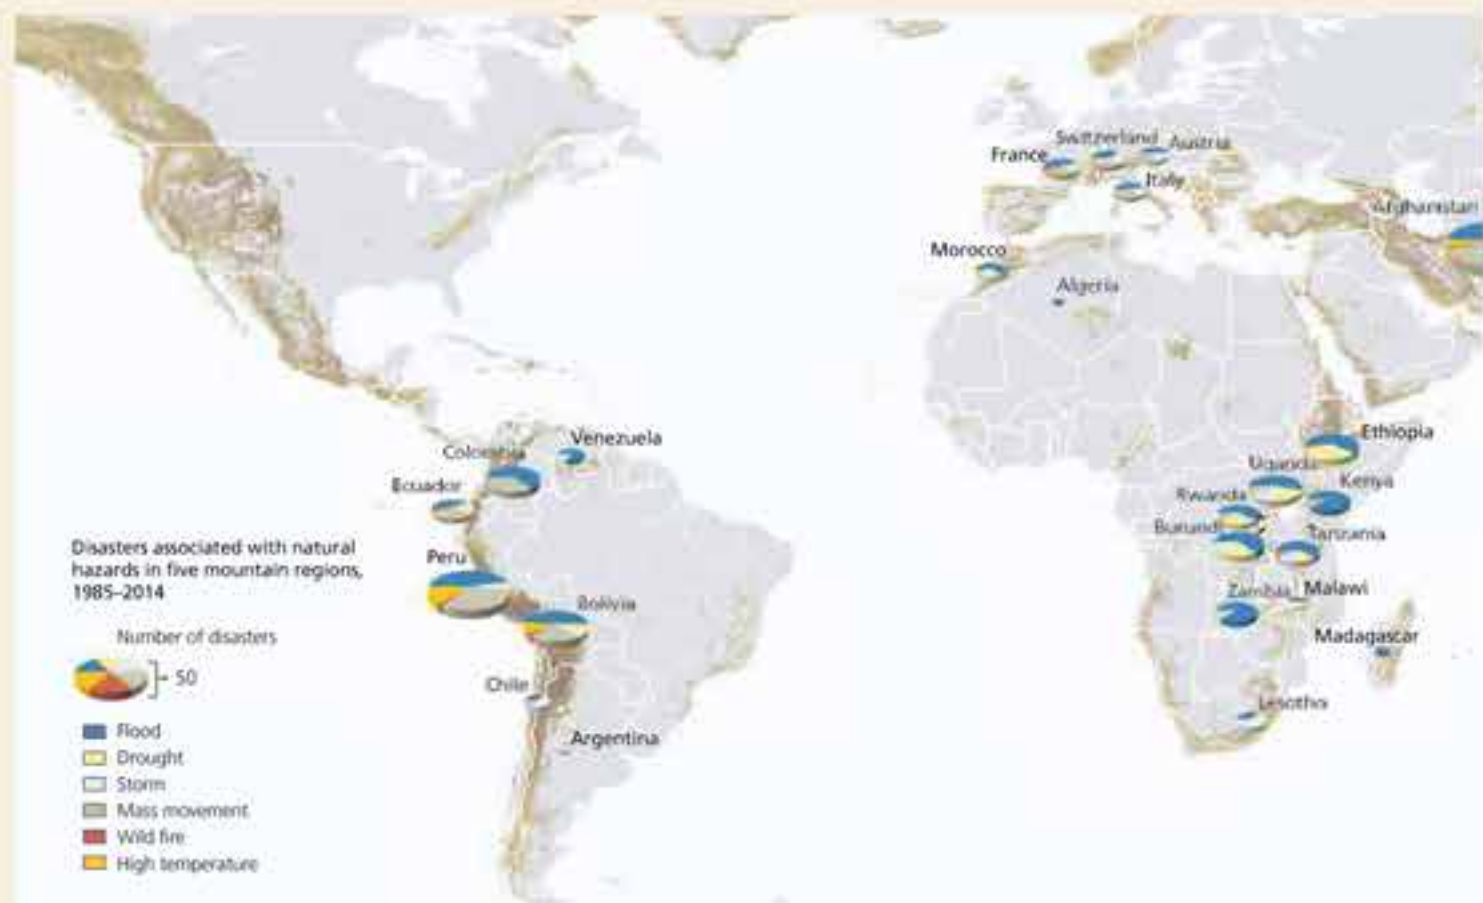 Switzerland
Austria
France
Italy
Afghanistan
Morocco
Algeria
Venezuela
Colombia
Ecuador
Ethiopia
Uganda
Kenya
Rwanda
Burundi
Tanzania
Disasters associated with natural
hazards in five mountain regions,
1985–2014
Peru
Bolivia
Zambia
Malawi
Number of disasters
Madagascar
50
Chile
Lesotho
Argentina
Flood
Drought
Storm
Mass movement
Wild fire
High temperature